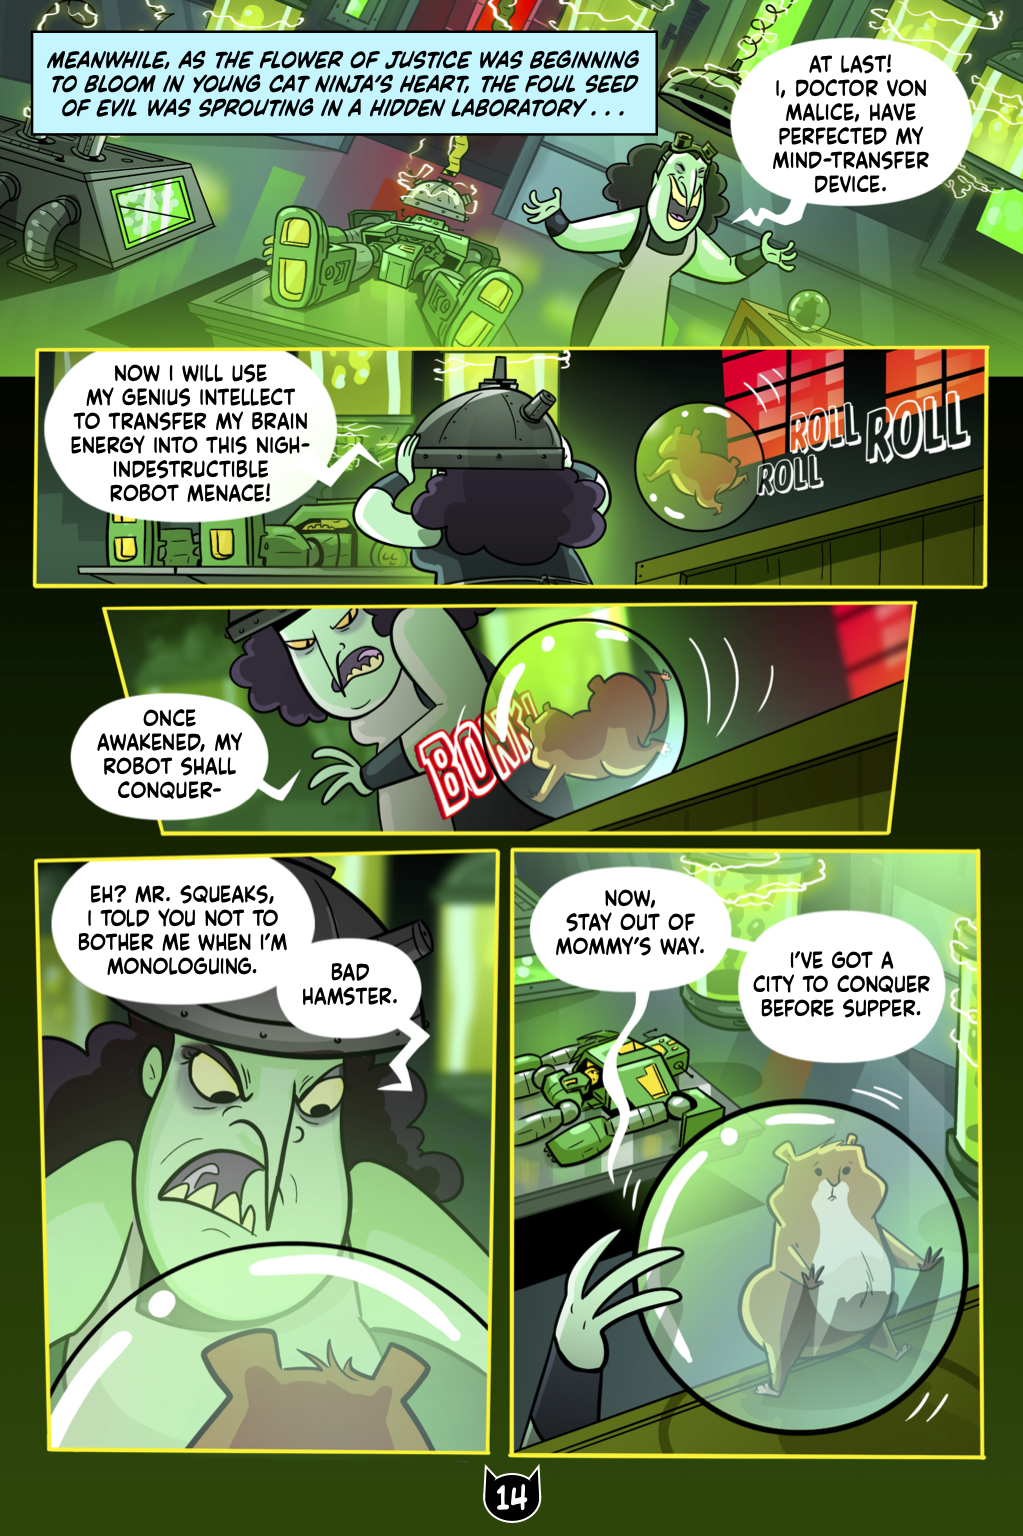 MEANWHILE, AS THE FLOWER OF JUSTICE WAS BEGINNING
TO BLOOM IN YOUNG CAT NINJA'S HEART, THE FOUL SEED
OF EVIL WAS SPROUTING IN A HIDDEN LABORATORY . . .
AT LAST!
I, DOCTOR VON
MALICE, HAVE
PERFECTED MY
MIND-TRANSFER
DEVICE.
NOW I WILL USE
MY GENIUS INTELLECT
TO TRANSFER MY BRAIN
ENERGY INTO THIS NIGH-
INDESTRUCTIBLE
ROBOT MENACE!
ROLL
ROLL
ROLL
ONCE
AWAKENED, MY
ROBOT SHALL
CONQUER-
BONK!
EH? MR. SQUEAKS,
I TOLD YOU NOT TO
BOTHER ME WHEN I'M
MONOLOGUING.
BAD
HAMSTER.
NOW,
STAY OUT OF
MOMMY'S WAY.
I'VE GOT A
CITY TO CONQUER
BEFORE SUPPER.
14